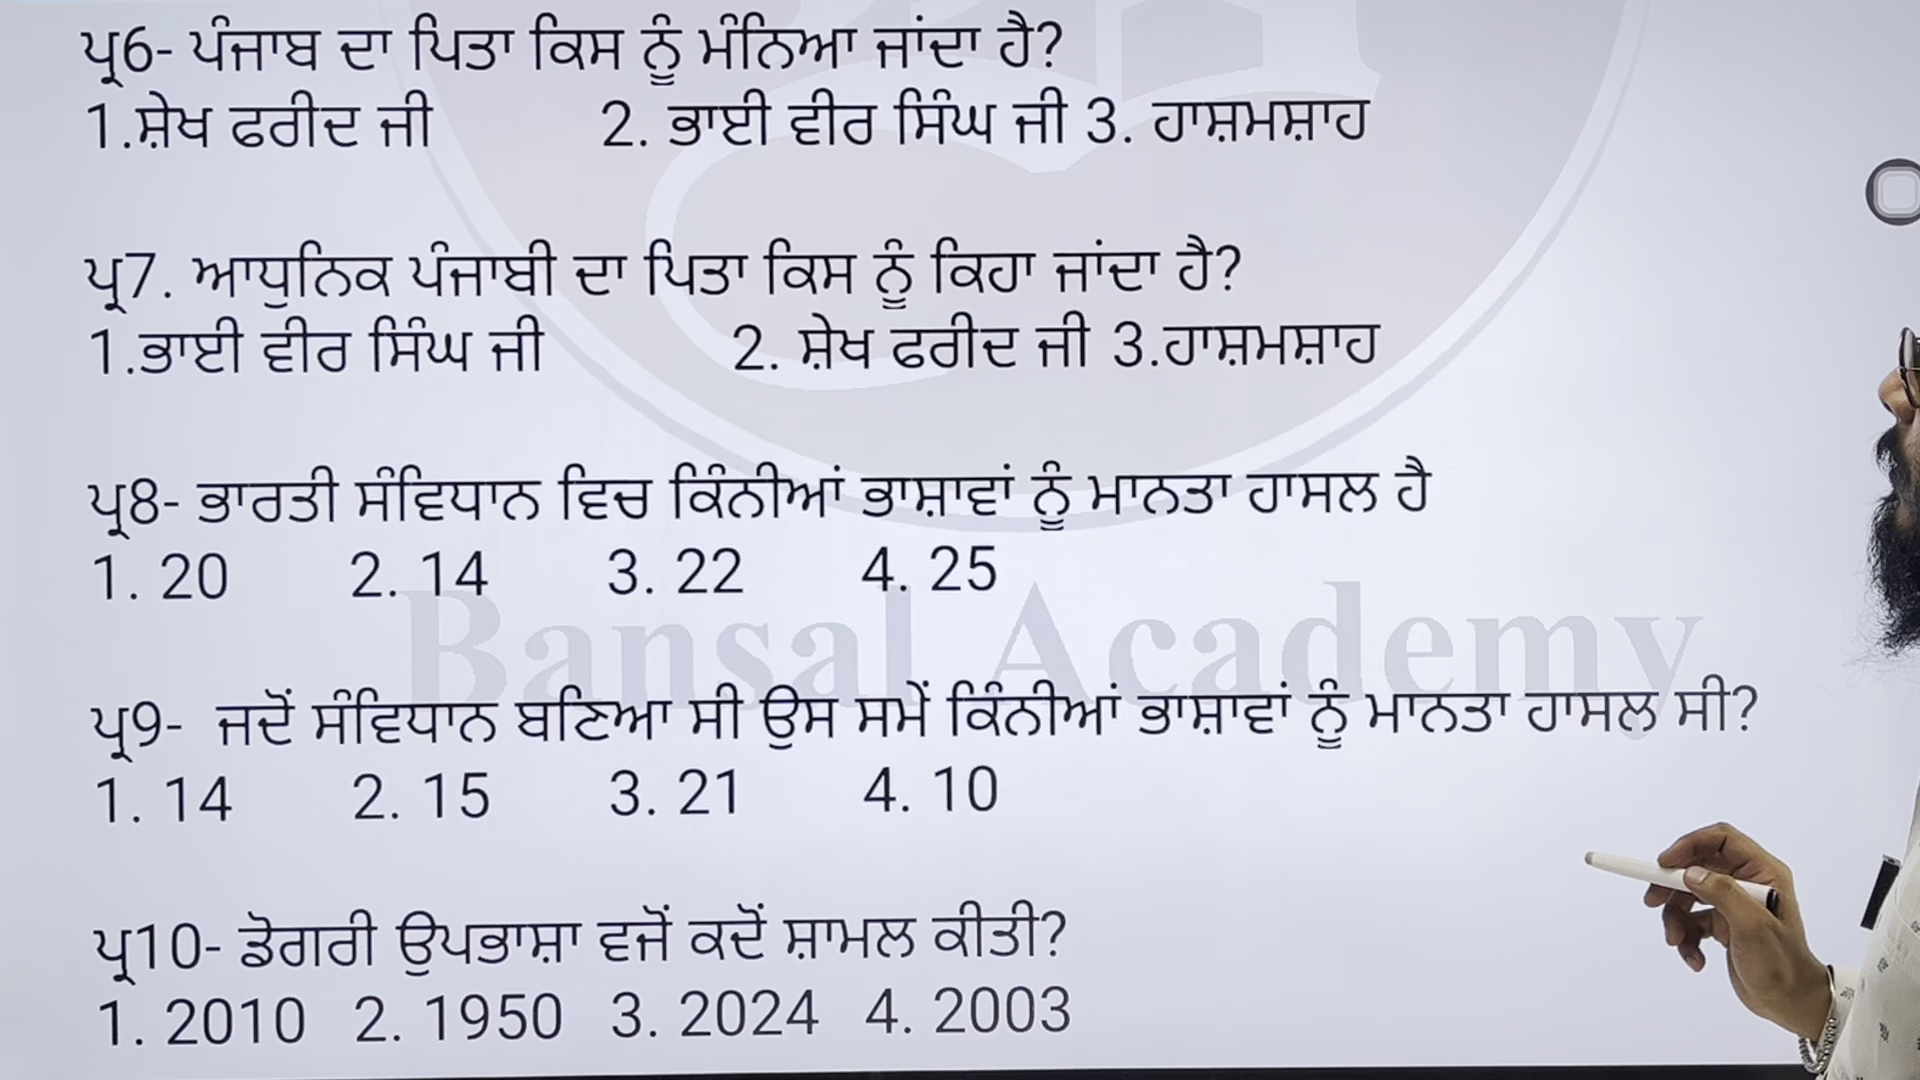 ਪ੍ਰ6- ਪੰਜਾਬ ਦਾ ਪਿਤਾ ਕਿਸ ਨੂੰ ਮੰਨਿਆ ਜਾਂਦਾ ਹੈ?
1.ਸ਼ੇਖ ਫਰੀਦ ਜੀ 2. ਭਾਈ ਵੀਰ ਸਿੰਘ ਜੀ 3. ਹਾਸ਼ਮਸ਼ਾਹ
ਪ੍ਰ7. ਆਧੁਨਿਕ ਪੰਜਾਬੀ ਦਾ ਪਿਤਾ ਕਿਸ ਨੂੰ ਕਿਹਾ ਜਾਂਦਾ ਹੈ?
1.ਭਾਈ ਵੀਰ ਸਿੰਘ ਜੀ 2. ਸ਼ੇਖ ਫਰੀਦ ਜੀ 3.ਹਾਸ਼ਮਸ਼ਾਹ
ਪ੍ਰ8- ਭਾਰਤੀ ਸੰਵਿਧਾਨ ਵਿਚ ਕਿੰਨੀਆਂ ਭਾਸ਼ਾਵਾਂ ਨੂੰ ਮਾਨਤਾ ਹਾਸਲ ਹੈ
1. 20 2. 14 3. 22 4. 25
Bansal Academy
ਪ੍ਰ9- ਜਦੋਂ ਸੰਵਿਧਾਨ ਬਣਿਆ ਸੀ ਉਸ ਸਮੇਂ ਕਿੰਨੀਆਂ ਭਾਸ਼ਾਵਾਂ ਨੂੰ ਮਾਨਤਾ ਹਾਸਲ ਸੀ?
1. 14 2. 15 3. 21 4. 10
ਪ੍ਰ10- ਡੋਗਰੀ ਉਪਭਾਸ਼ਾ ਵਜੋਂ ਕਦੋਂ ਸ਼ਾਮਲ ਕੀਤੀ?
1. 2010 2. 1950 3. 2024 4. 2003